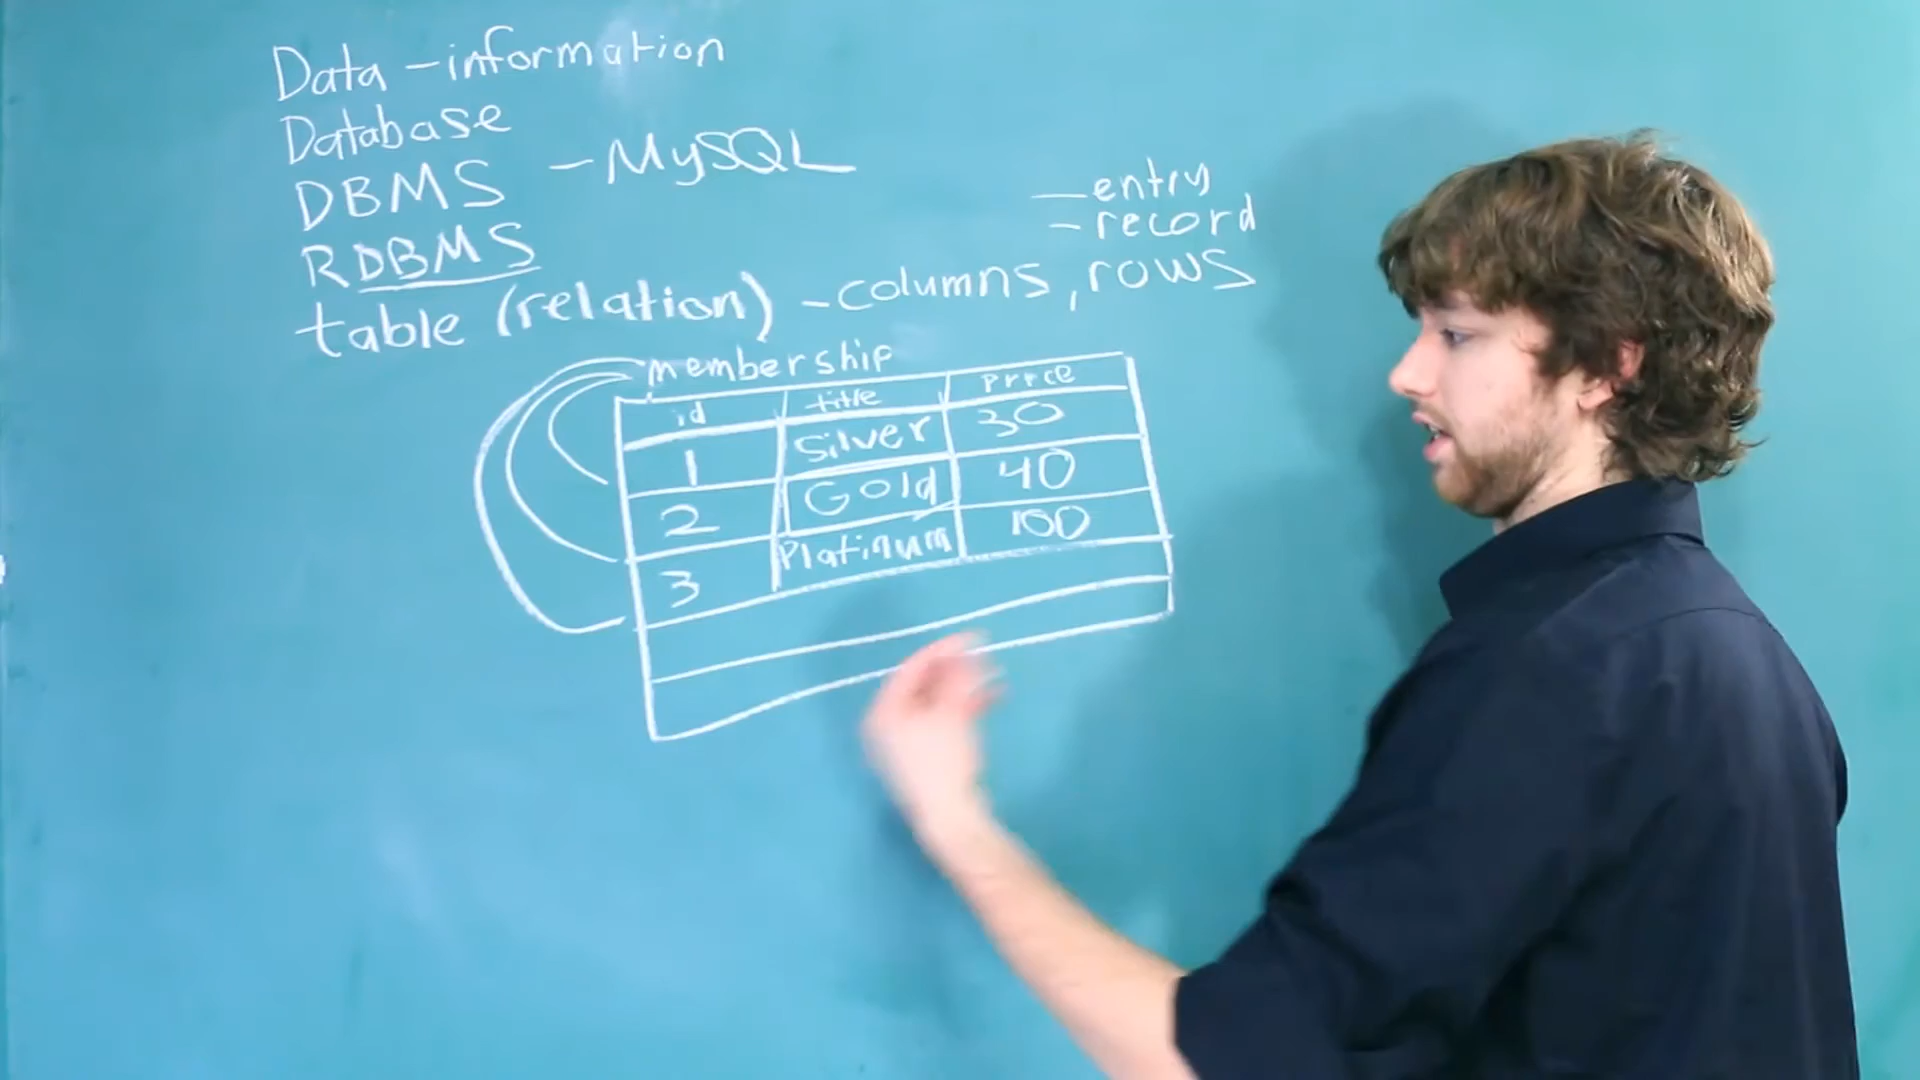 Data - information
Database
DBMS - MySQL
- entry
- record
RDBMS
table (relation) - columns, rows
membership
id title price
1 Silver 30
2 Gold 40
3 Platinum 100